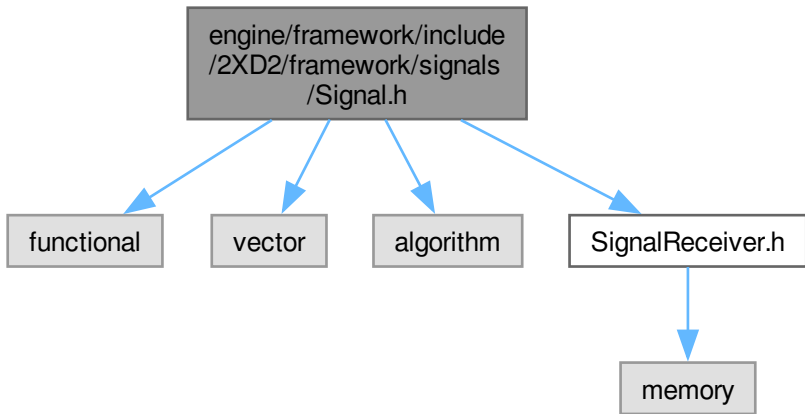 engine/framework/include
/2XD2/framework/signals
/Signal.h
functional
vector
algorithm
SignalReceiver.h
memory